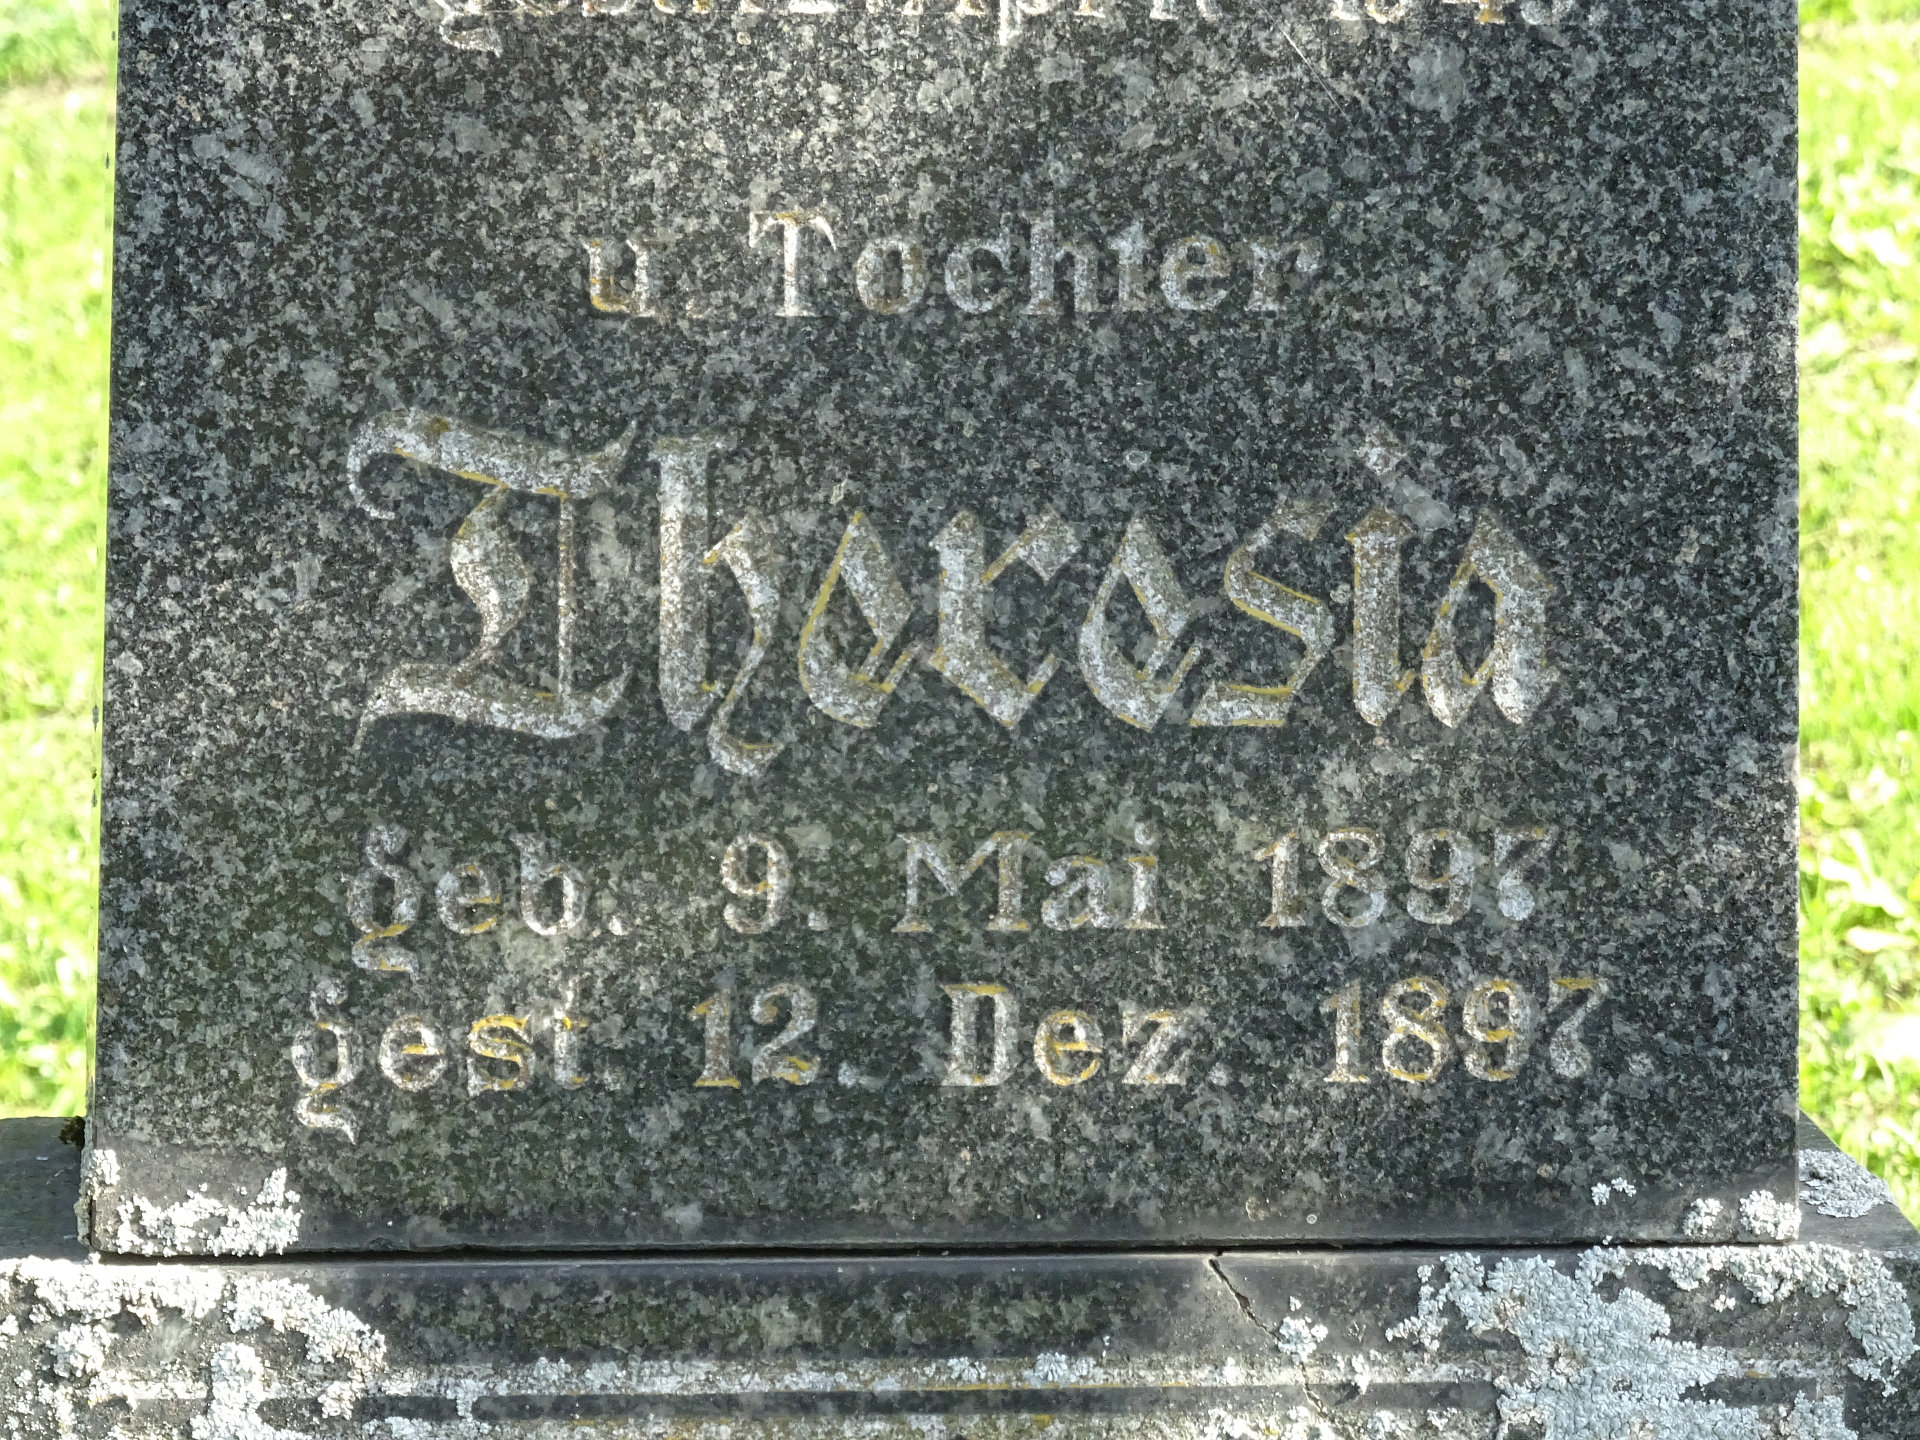 u. Tochter
Theresia
geb. 9. Mai 1897
gest. 12. Dez. 1897.